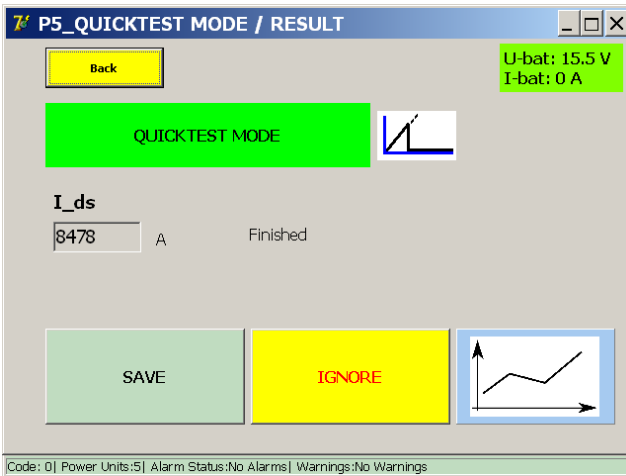 P5_QUICKTEST MODE / RESULT
Back
U-bat: 15.5 V
I-bat: 0 A
QUICKTEST MODE
I_ds
8478 A Finished
SAVE IGNORE
Code: 0| Power Units:5| Alarm Status:No Alarms| Warnings:No Warnings